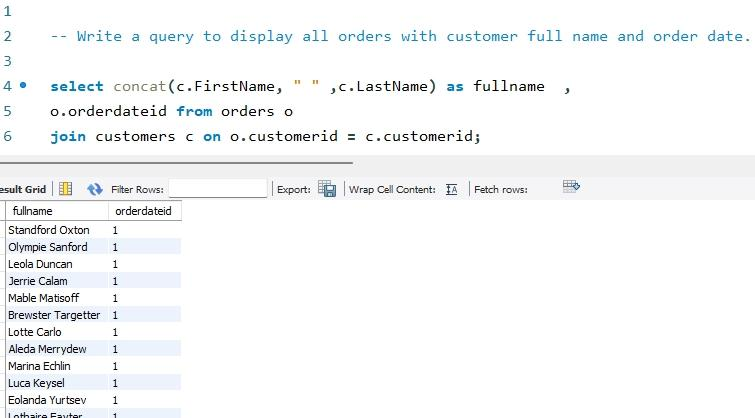 1
2 -- Write a query to display all orders with customer full name and order date.
3
4 select concat(c.FirstName, " " ,c.LastName) as fullname ,
5 o.orderdateid from orders o
6 join customers c on o.customerid = c.customerid;
esult Grid Filter Rows: Export: Wrap Cell Content: IA Fetch rows:
fullname orderdateid
Standford Oxton 1
Olympie Sanford 1
Leola Duncan 1
Jerrie Calam 1
Mable Matisoff 1
Brewster Targetter 1
Lotte Carlo 1
Aleda Merrydew 1
Marina Echlin 1
Luca Keysel 1
Eolanda Yurtsev 1
Lothaire Fayter 1